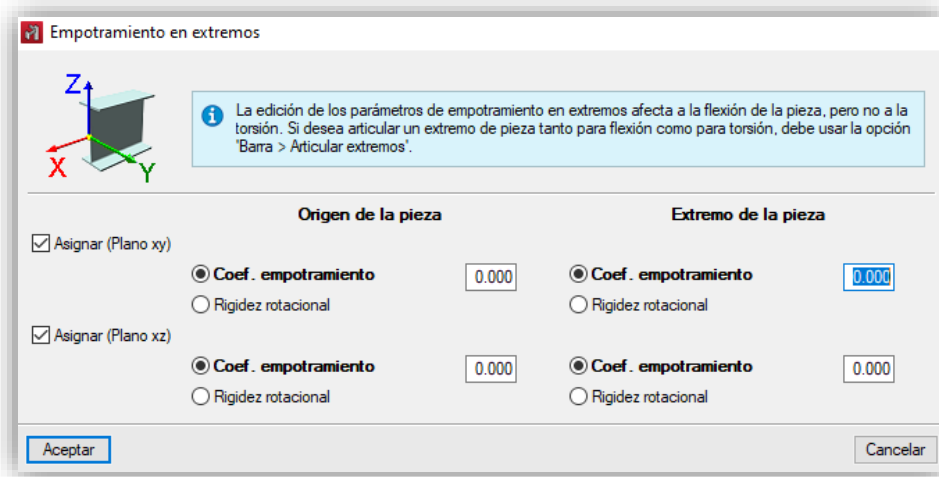 Empotramiento en extremos
Z
X
Y
La edición de los parámetros de empotramiento en extremos afecta a la flexión de la pieza, pero no a la
torsión. Si desea articular un extremo de pieza tanto para flexión como para torsión, debe usar la opción
'Barra > Articular extremos'.
Origen de la pieza
Extremo de la pieza
Asignar (Plano xy)
Coef. empotramiento 0.000
Coef. empotramiento 0.000
Rigidez rotacional
Rigidez rotacional
Asignar (Plano xz)
Coef. empotramiento 0.000
Coef. empotramiento 0.000
Rigidez rotacional
Rigidez rotacional
Aceptar
Cancelar